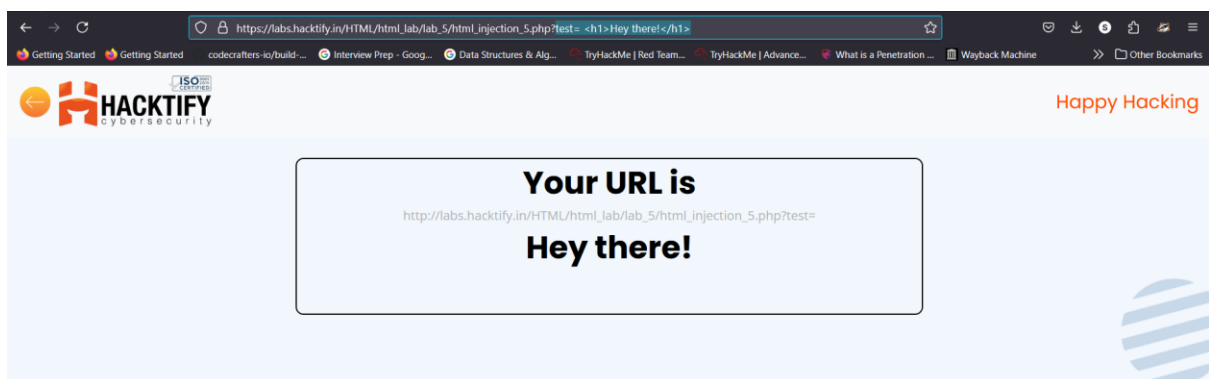 https://labs.hacktify.in/HTML/html_lab/lab_5/html_injection_5.php?test= <h1>Hey there!</h1>
S
Getting Started Getting Started codecrafters-io/build-... Interview Prep - Goog... Data Structures & Alg... TryHackMe | Red Team... TryHackMe | Advance... What is a Penetration ... Wayback Machine Other Bookmarks
ISO
CERTIFIED
HACKTIFY
cybersecurity
Happy Hacking
Your URL is
http://labs.hacktify.in/HTML/html_lab/lab_5/html_injection_5.php?test=
Hey there!